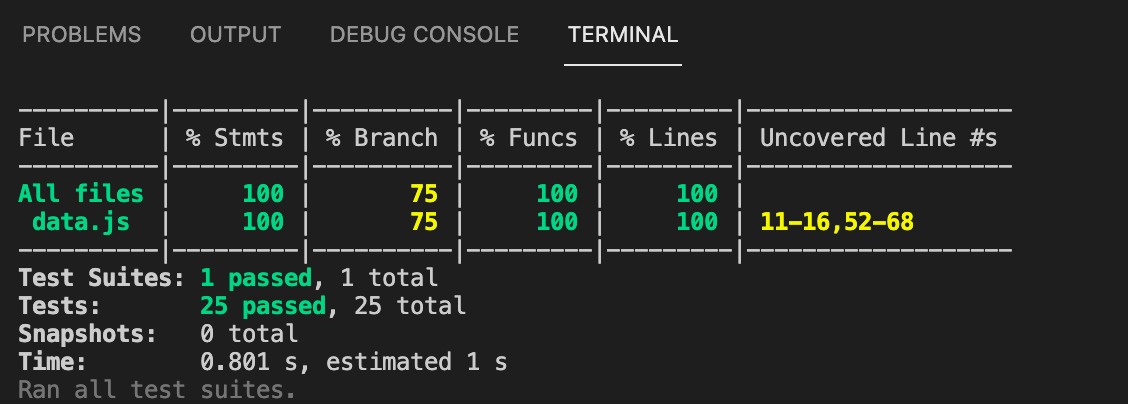 PROBLEMS OUTPUT DEBUG CONSOLE TERMINAL
----------|---------|----------|---------|---------|-------------------
File      | % Stmts | % Branch | % Funcs | % Lines | Uncovered Line #s
----------|---------|----------|---------|---------|-------------------
All files |     100 |       75 |     100 |     100 |
 data.js  |     100 |       75 |     100 |     100 | 11-16,52-68
----------|---------|----------|---------|---------|-------------------
Test Suites: 1 passed, 1 total
Tests:       25 passed, 25 total
Snapshots:   0 total
Time:        0.801 s, estimated 1 s
Ran all test suites.